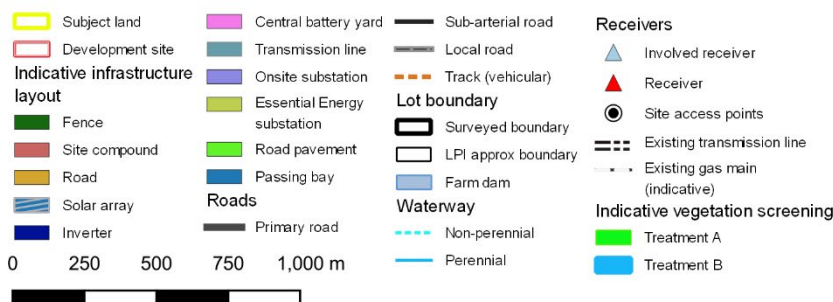 Subject land
Development site
Indicative infrastructure
layout
Fence
Site compound
Road
Solar array
Inverter
Central battery yard
Transmission line
Onsite substation
Essential Energy
substation
Road pavement
Passing bay
Roads
Primary road
Sub-arterial road
Local road
Track (vehicular)
Lot boundary
Surveyed boundary
LPI approx boundary
Farm dam
Waterway
Non-perennial
Perennial
Receivers
Involved receiver
Receiver
Site access points
Existing transmission line
Existing gas main
(indicative)
Indicative vegetation screening
Treatment A
Treatment B
0 250 500 750 1,000 m